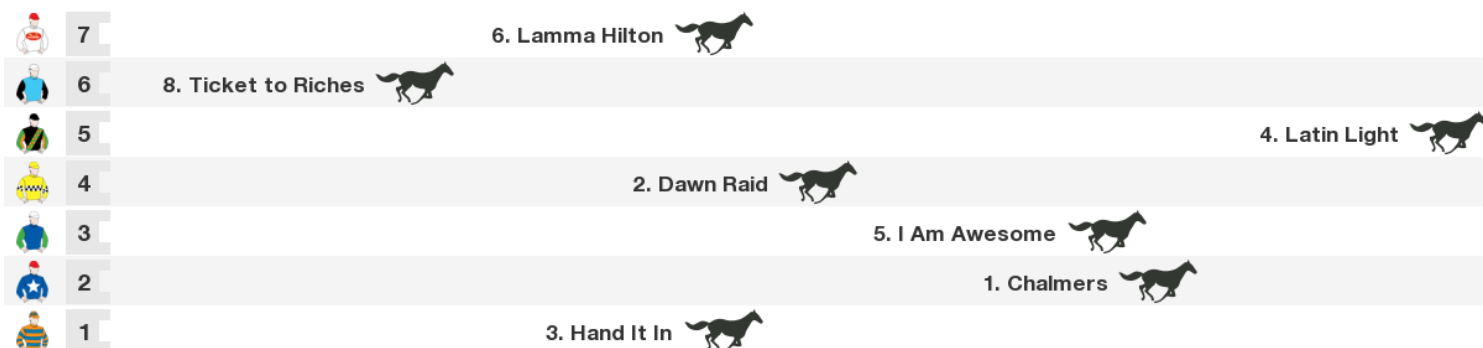 7 6. Lamma Hilton
6 8. Ticket to Riches
5 4. Latin Light
4 2. Dawn Raid
3 5. I Am Awesome
2 1. Chalmers
1 3. Hand It In